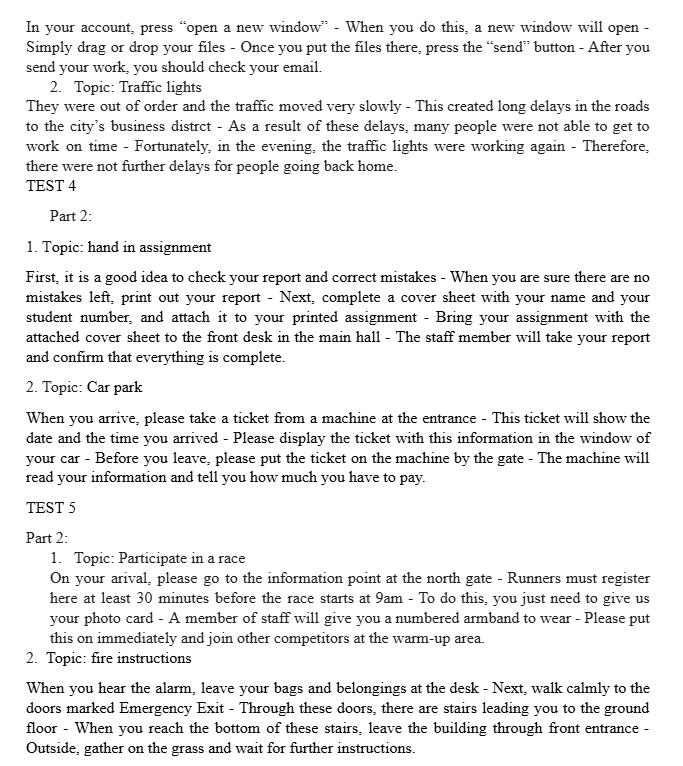 In your account, press “open a new window” - When you do this, a new window will open -
Simply drag or drop your files - Once you put the files there, press the “send” button - After you
send your work, you should check your email.
2. Topic: Traffic lights
They were out of order and the traffic moved very slowly - This created long delays in the roads
to the city’s business distrct - As a result of these delays, many people were not able to get to
work on time - Fortunately, in the evening, the traffic lights were working again - Therefore,
there were not further delays for people going back home.
TEST 4
Part 2:
1. Topic: hand in assignment
First, it is a good idea to check your report and correct mistakes - When you are sure there are no
mistakes left, print out your report - Next, complete a cover sheet with your name and your
student number, and attach it to your printed assignment - Bring your assignment with the
attached cover sheet to the front desk in the main hall - The staff member will take your report
and confirm that everything is complete.
2. Topic: Car park
When you arrive, please take a ticket from a machine at the entrance - This ticket will show the
date and the time you arrived - Please display the ticket with this information in the window of
your car - Before you leave, please put the ticket on the machine by the gate - The machine will
read your information and tell you how much you have to pay.
TEST 5
Part 2:
1. Topic: Participate in a race
On your arival, please go to the information point at the north gate - Runners must register
here at least 30 minutes before the race starts at 9am - To do this, you just need to give us
your photo card - A member of staff will give you a numbered armband to wear - Please put
this on immediately and join other competitors at the warm-up area.
2. Topic: fire instructions
When you hear the alarm, leave your bags and belongings at the desk - Next, walk calmly to the
doors marked Emergency Exit - Through these doors, there are stairs leading you to the ground
floor - When you reach the bottom of these stairs, leave the building through front entrance -
Outside, gather on the grass and wait for further instructions.